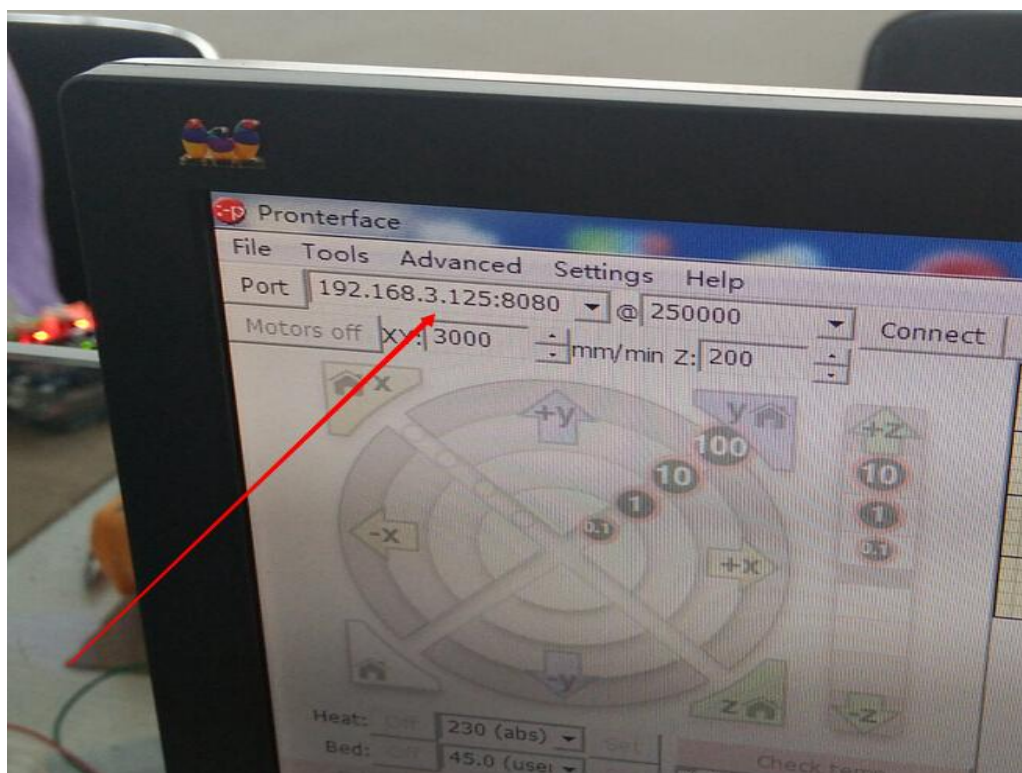 Pronterface
File Tools Advanced Settings Help
Port 192.168.3.125:8080 @ 250000 Connect
Motors off XY: 3000 mm/min Z: 200
X +y y 100 +Z
10 10
1 1
0.1 0.1
-x +x
-y z -z
Heat: Off 230 (abs) Set
Bed: Off 45.0 (user